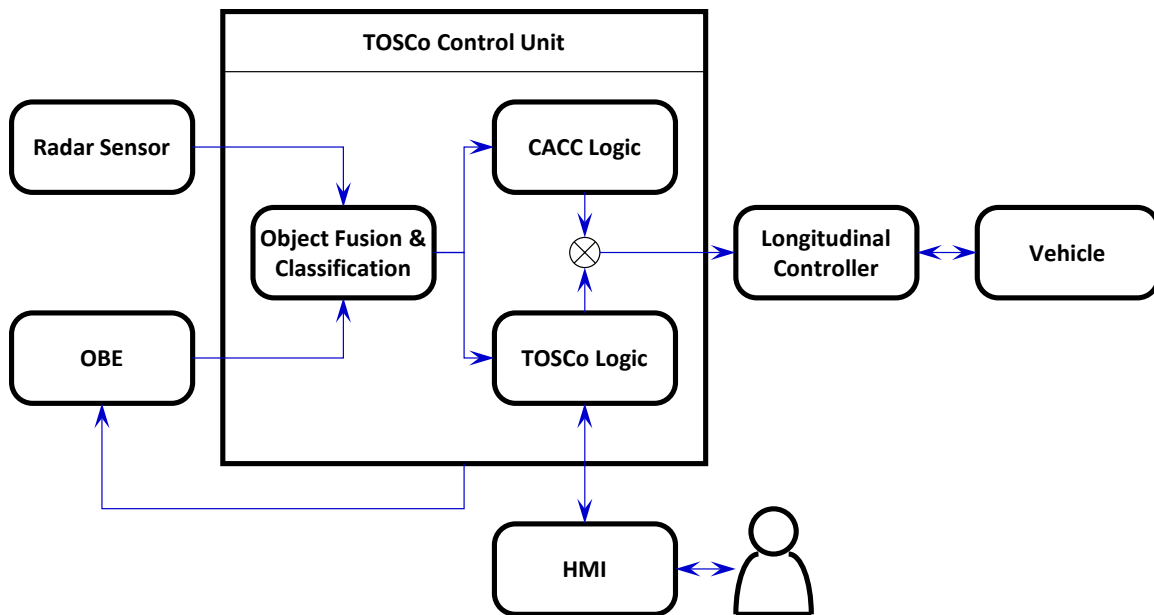 TOSCo Control Unit
Radar Sensor
CACC Logic
Object Fusion &
Classification
Longitudinal
Controller
Vehicle
OBE
TOSCo Logic
HMI